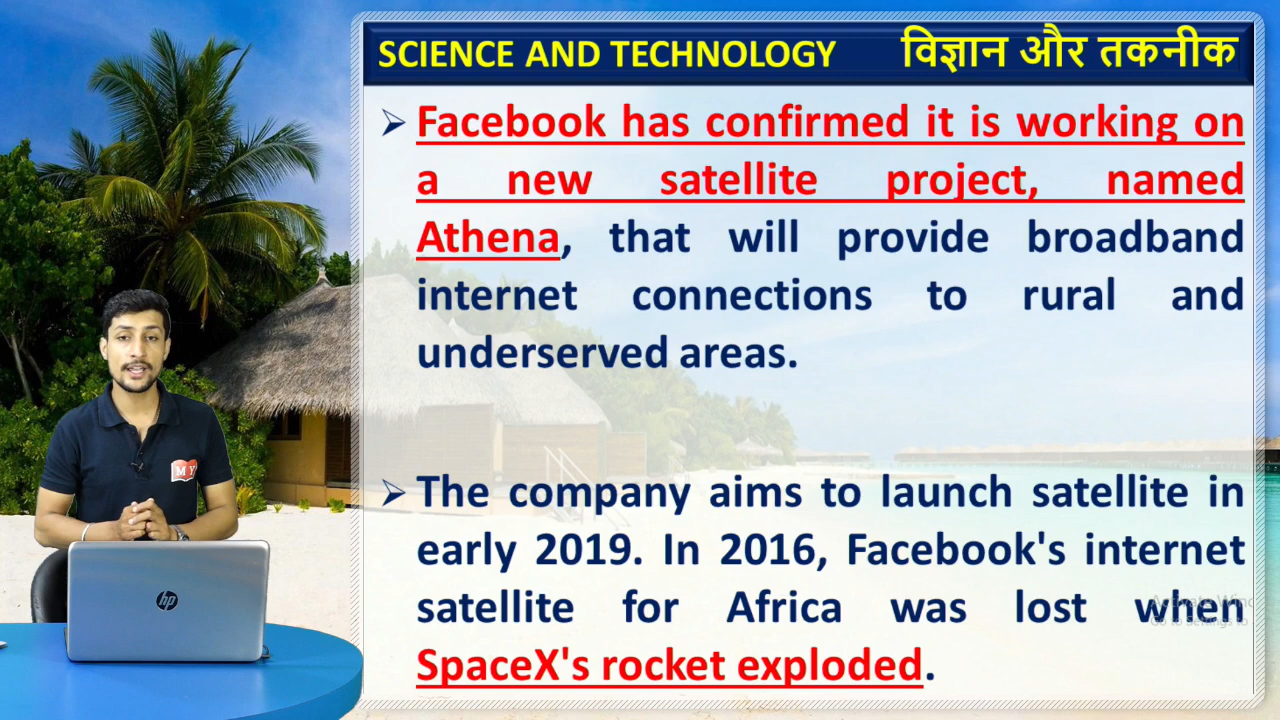 SCIENCE AND TECHNOLOGY विज्ञान और तकनीक
➢ Facebook has confirmed it is working on
a new satellite project, named
Athena, that will provide broadband
internet connections to rural and
underserved areas.
➢ The company aims to launch satellite in
early 2019. In 2016, Facebook's internet
satellite for Africa was lost when
SpaceX's rocket exploded.
MY
hp